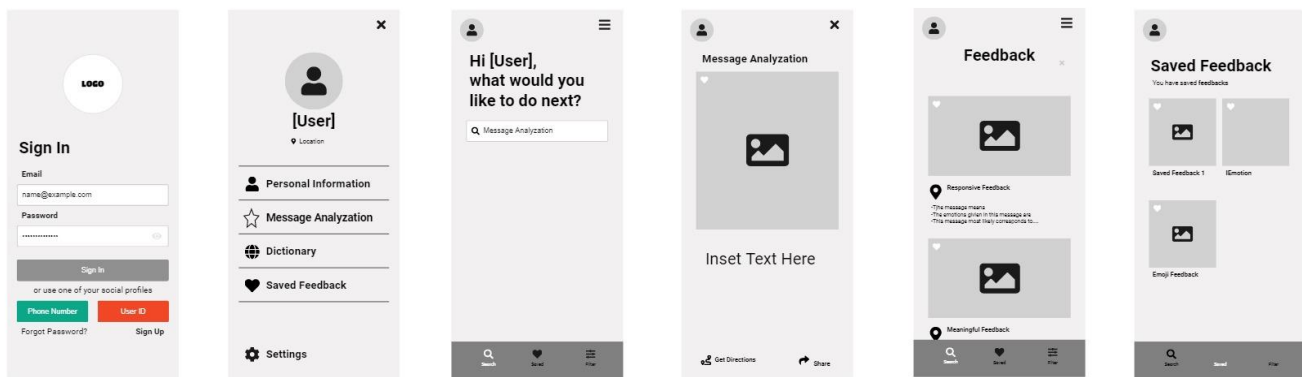 LOGO
Sign In
Email
name@example.com
Password
Sign In
or use one of your social profiles
Phone Number
User ID
Forgot Password?
Sign Up
[User]
Location
Personal Information
Message Analyzation
Dictionary
Saved Feedback
Settings
Hi [User],
what would you
like to do next?
Message Analyzation
Search
Saved
Filter
Message Analyzation
Inset Text Here
Get Directions
Share
Feedback
Responsive Feedback
-Tjhe message means
-The emotions givien in this message are
-This message most likely corresponds to....
Meaningful Feedback
Search
Saved
Filter
Saved Feedback
You have saved feedbacks
Saved Feedback 1
IEmotion
Emoji Feedback
Search
Saved
Filter